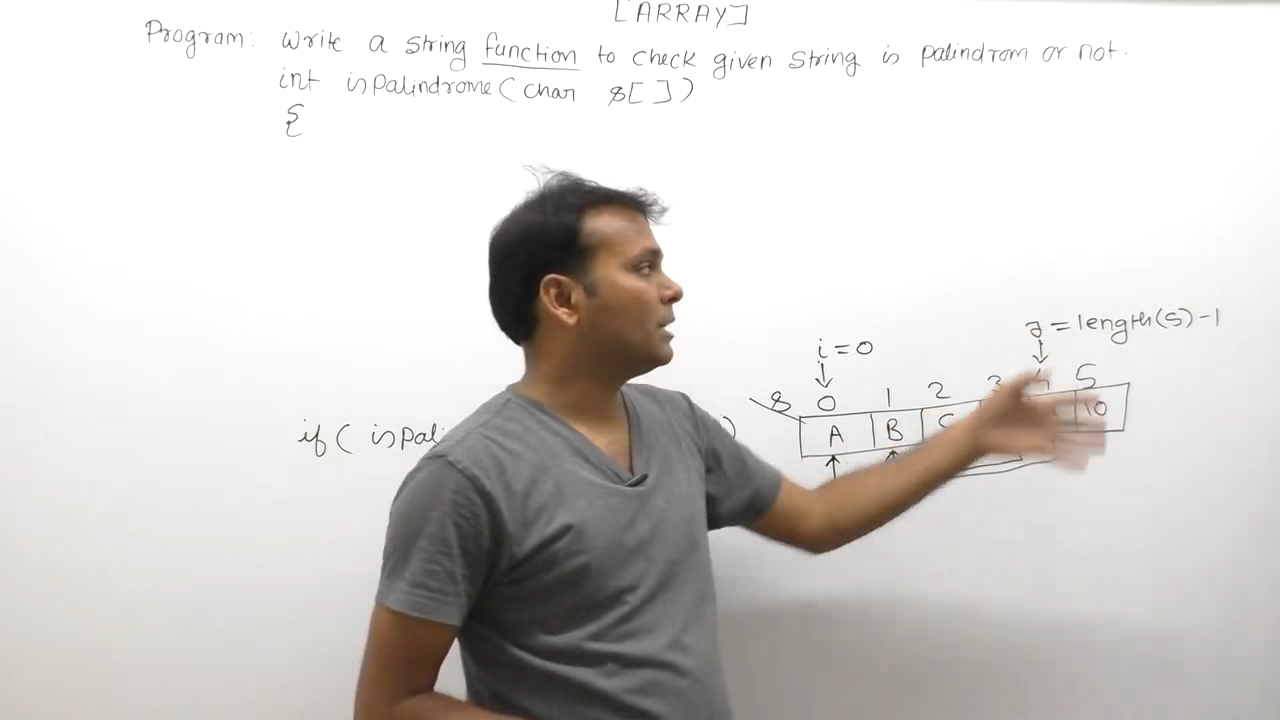 [ARRAY]
Program: Write a string function to check given string is palindrom or not.
int ispalindrome(char s[])
{
i=0
j=length(s)-1
s 0 1 2 3 5
if( ispal )
A B C \0